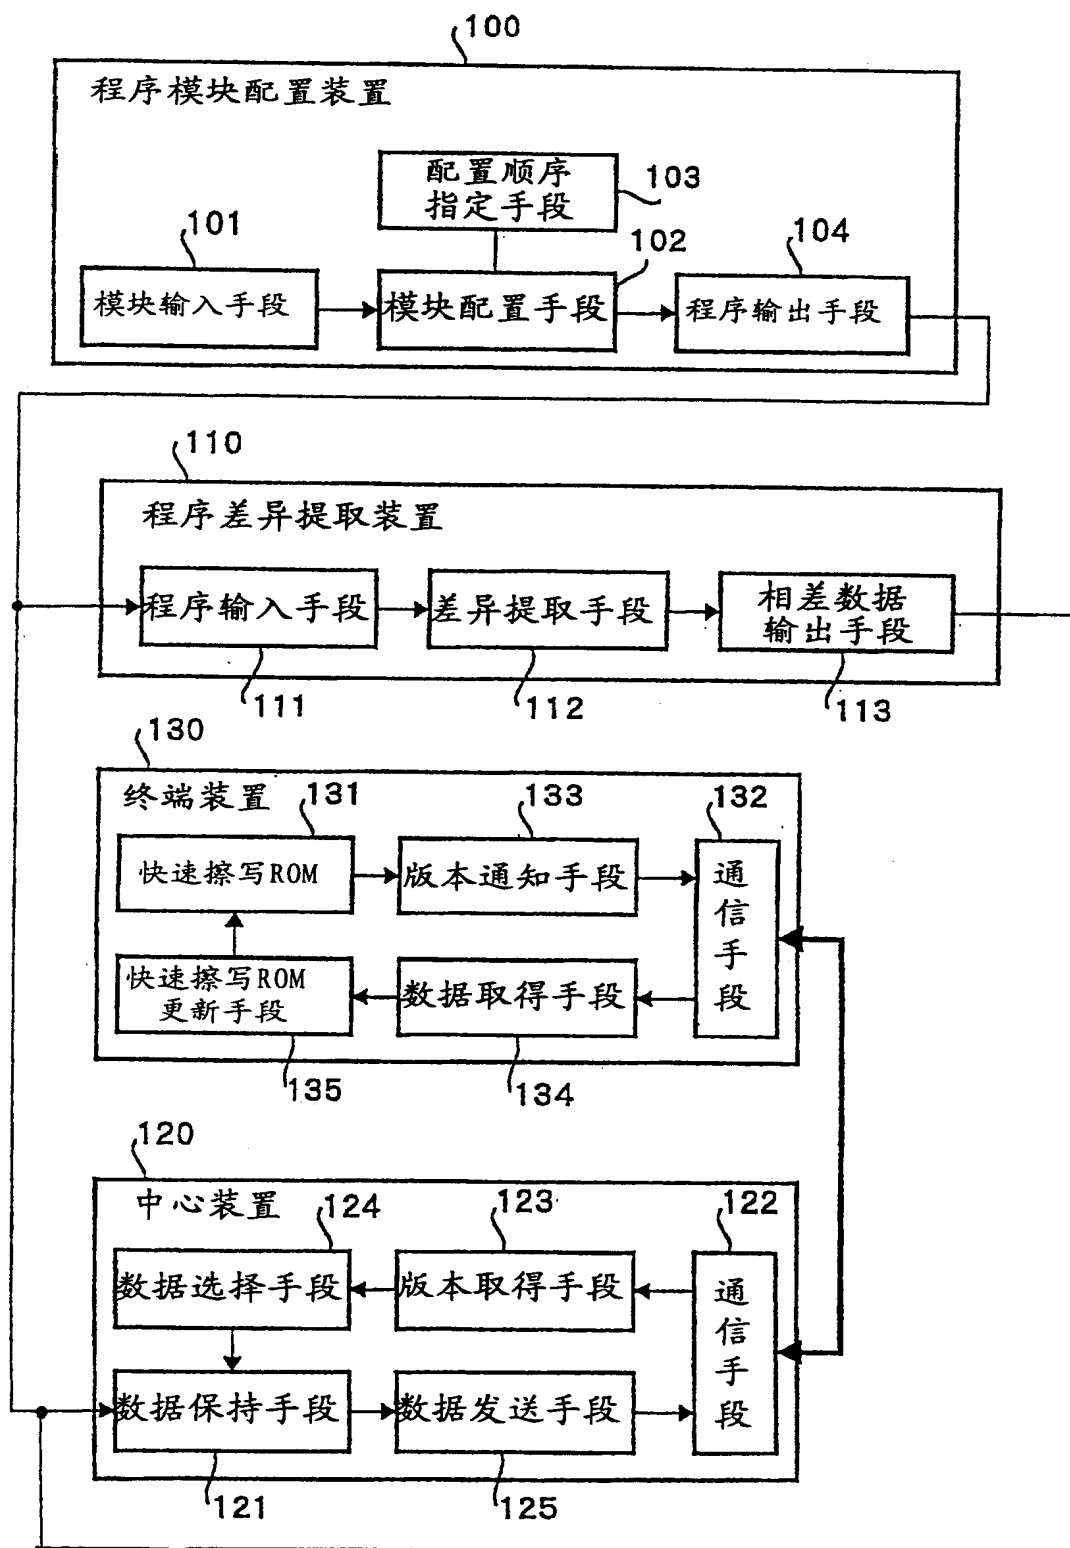 100
程序模块配置装置
配置顺序
指定手段
103
101
102
104
模块输入手段
模块配置手段
程序输出手段
110
程序差异提取装置
程序输入手段
差异提取手段
相差数据
输出手段
111
112
113
130
终端装置
131
133
132
快速擦写ROM
版本通知手段
通信手段
快速擦写ROM
更新手段
数据取得手段
135
134
120
中心装置
124
123
122
数据选择手段
版本取得手段
通信手段
数据保持手段
数据发送手段
121
125